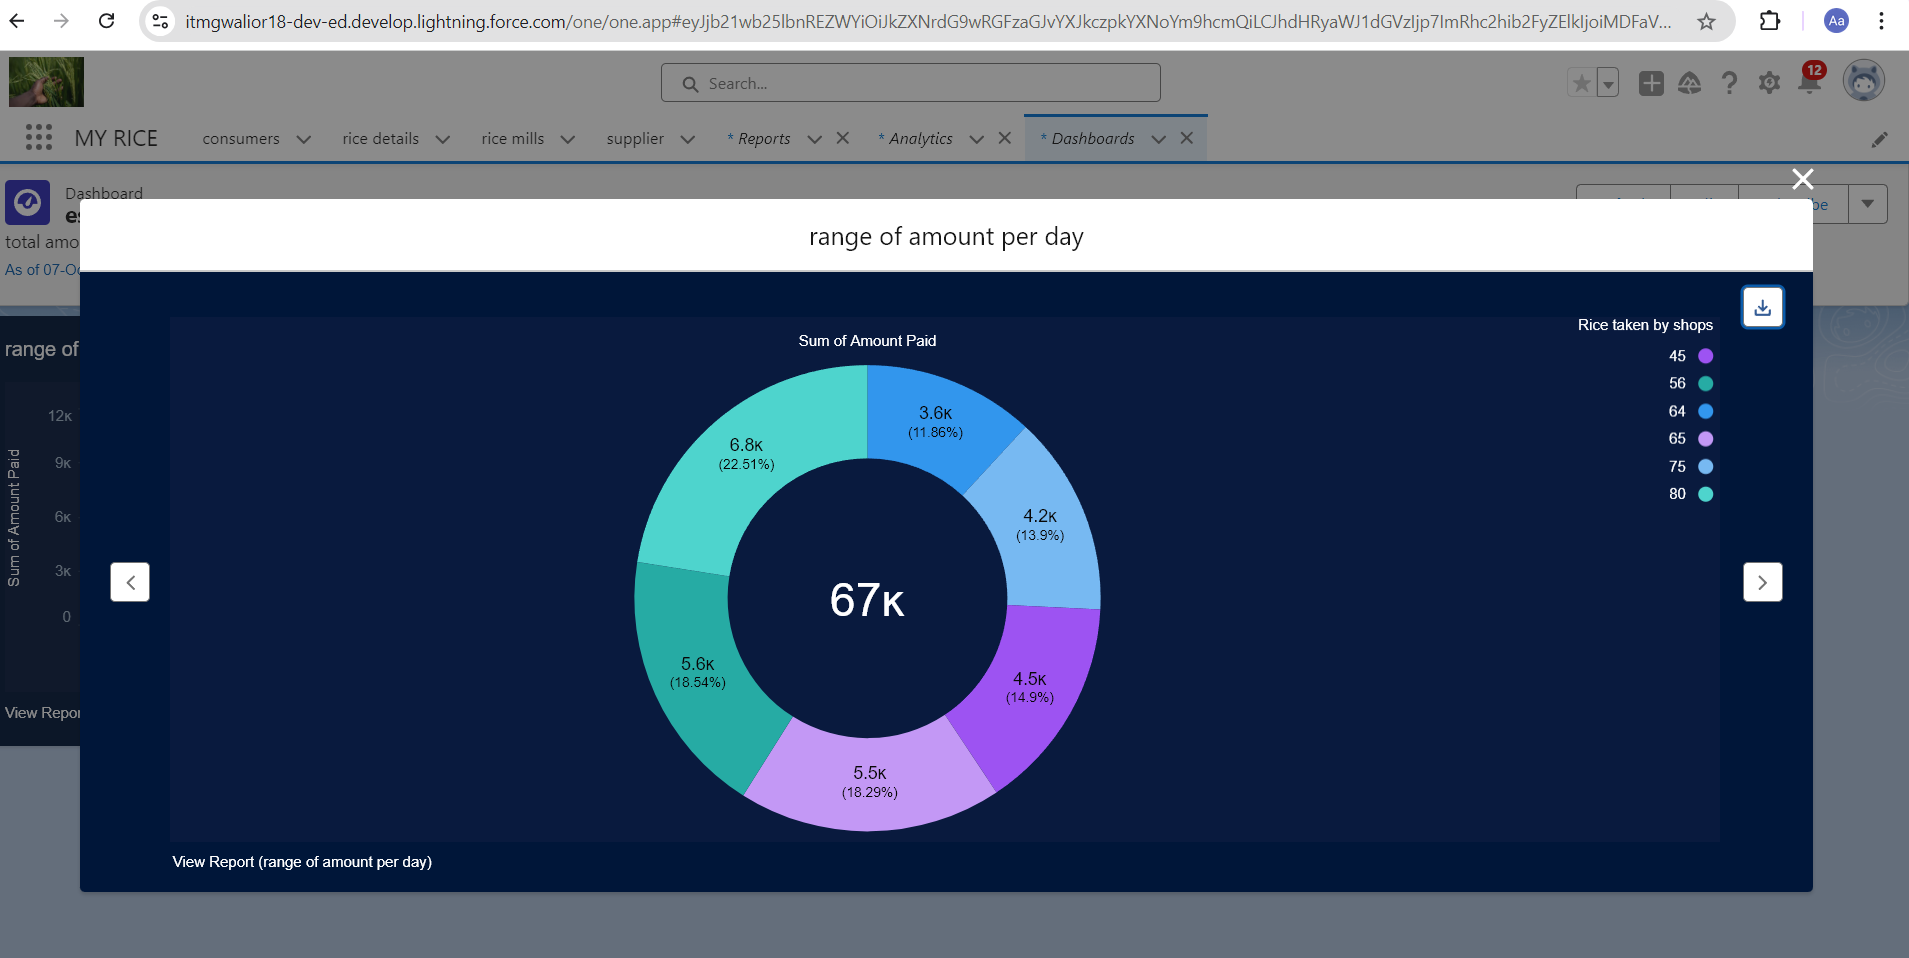 itmgwalior18-dev-ed.develop.lightning.force.com/one/one.app#eyJjb21wb25lbnREZWYiOiJkZXNrdG9wRGFzaGJvYXJkczpkYXNoYm9hcmQiLCJhdHRyaWJ1dGVzIjp7ImRhc2hib2FyZElkIjoiMDFaV...
Aa
Search...
12
MY RICE
consumers
rice details
rice mills
supplier
* Reports
* Analytics
* Dashboards
Dashboard
total amo
As of 07-Oc
range of amount per day
range of
Sum of Amount Paid
12K
9K
6K
3K
0
View Repor
Sum of Amount Paid
3.6K
(11.86%)
4.2K
(13.9%)
4.5K
(14.9%)
5.5K
(18.29%)
5.6K
(18.54%)
6.8K
(22.51%)
67K
Rice taken by shops
45
56
64
65
75
80
View Report (range of amount per day)